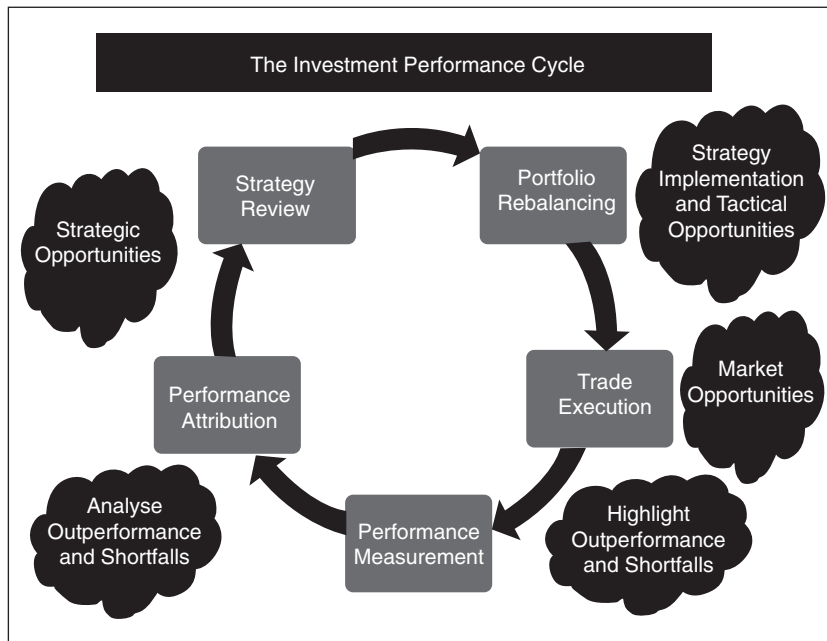 The Investment Performance Cycle
Strategy
Review
Portfolio
Rebalancing
Strategy
Implementation
and Tactical
Opportunities
Strategic
Opportunities
Trade
Execution
Market
Opportunities
Performance
Attribution
Analyse
Outperformance
and Shortfalls
Performance
Measurement
Highlight
Outperformance
and Shortfalls